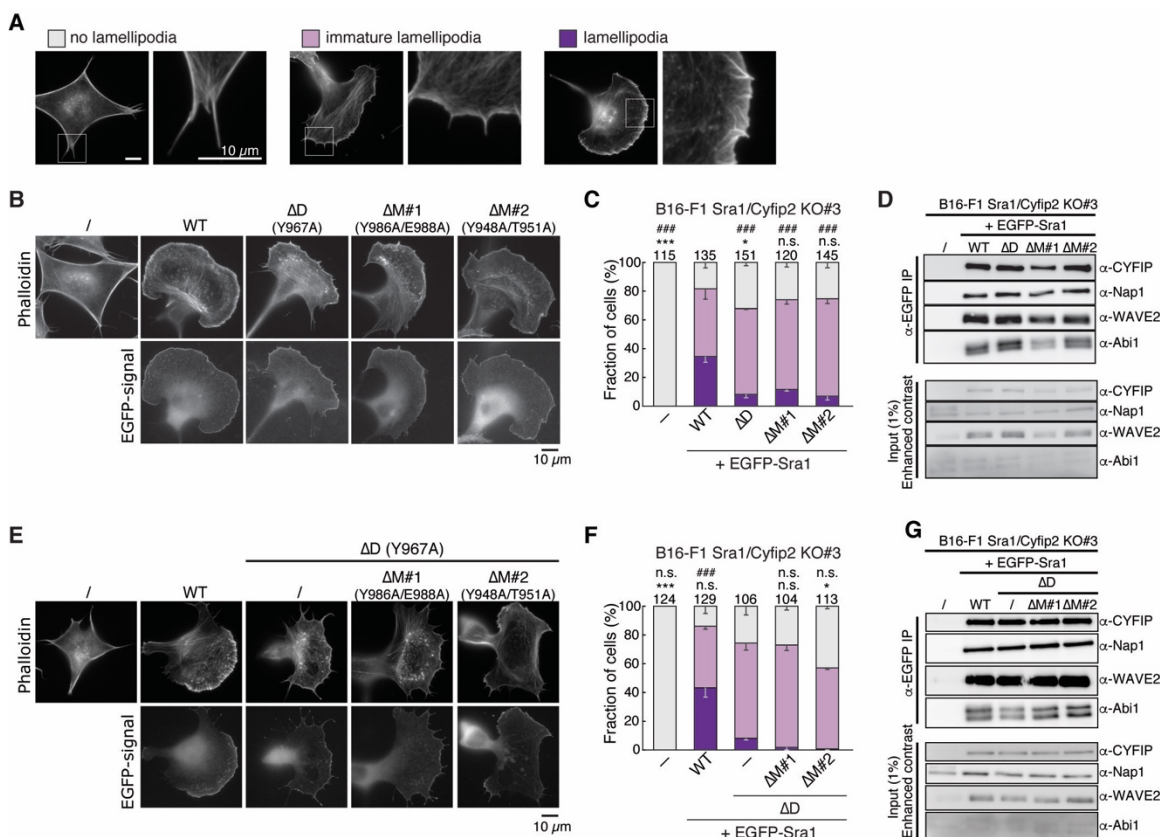 A
no lamellipodia
immature lamellipodia
lamellipodia
10 µm
B
/
WT
ΔD
(Y967A)
ΔM#1
(Y986A/E988A)
ΔM#2
(Y948A/T951A)
Phalloidin
EGFP-signal
10 µm
C
B16-F1 Sra1/Cyfip2 KO#3
### ### ### ###
*** * n.s. n.s.
115 135 151 120 145
Fraction of cells (%)
100
80
60
40
20
0
– WT ΔD ΔM#1 ΔM#2
+ EGFP-Sra1
D
B16-F1 Sra1/Cyfip2 KO#3
+ EGFP-Sra1
/ WT ΔD ΔM#1 ΔM#2
α-EGFP IP
α-CYFIP
α-Nap1
α-WAVE2
α-Abi1
Input (1%)
Enhanced contrast
α-CYFIP
α-Nap1
α-WAVE2
α-Abi1
E
ΔD (Y967A)
/
WT
/
ΔM#1
(Y986A/E988A)
ΔM#2
(Y948A/T951A)
Phalloidin
EGFP-signal
10 µm
F
B16-F1 Sra1/Cyfip2 KO#3
n.s. ### n.s. n.s.
*** n.s. n.s. *
124 129 106 104 113
Fraction of cells (%)
100
80
60
40
20
0
– WT – ΔM#1 ΔM#2
ΔD
+ EGFP-Sra1
G
B16-F1 Sra1/Cyfip2 KO#3
+ EGFP-Sra1
ΔD
/ WT / ΔM#1 ΔM#2
α-EGFP IP
α-CYFIP
α-Nap1
α-WAVE2
α-Abi1
Input (1%)
Enhanced contrast
α-CYFIP
α-Nap1
α-WAVE2
α-Abi1